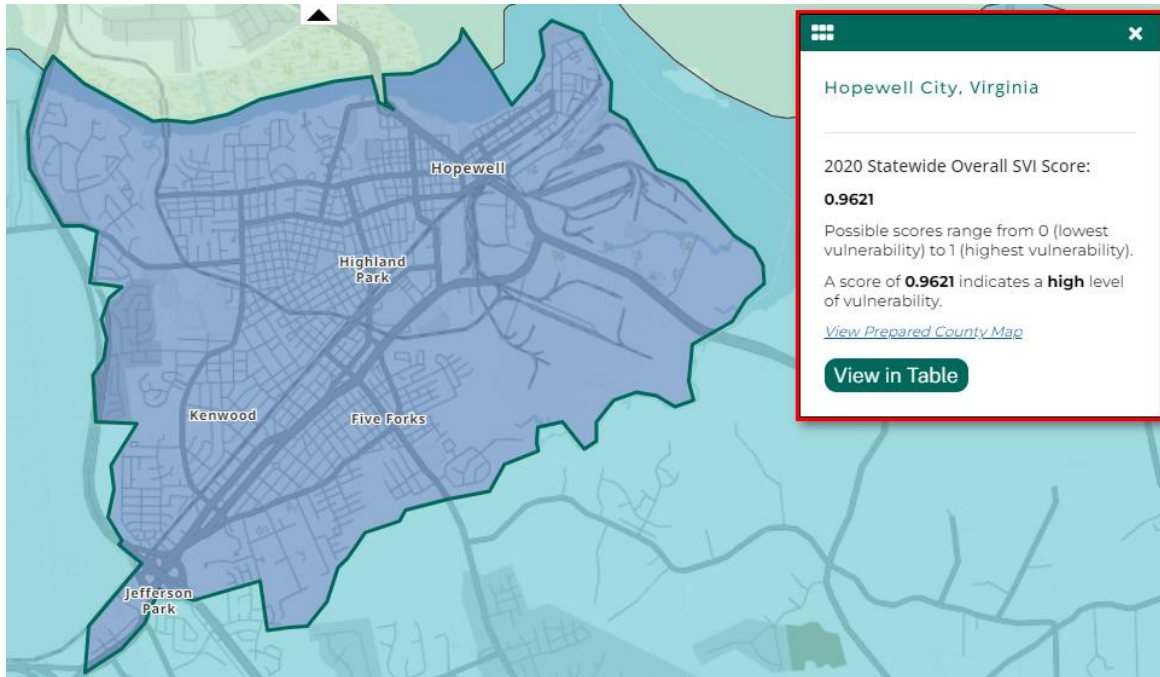 Hopewell City, Virginia
2020 Statewide Overall SVI Score:
0.9621
Possible scores range from 0 (lowest
vulnerability) to 1 (highest vulnerability).
A score of 0.9621 indicates a high level
of vulnerability.
View Prepared County Map
View in Table
Hopewell
Highland
Park
Kenwood
Five Forks
Jefferson
Park